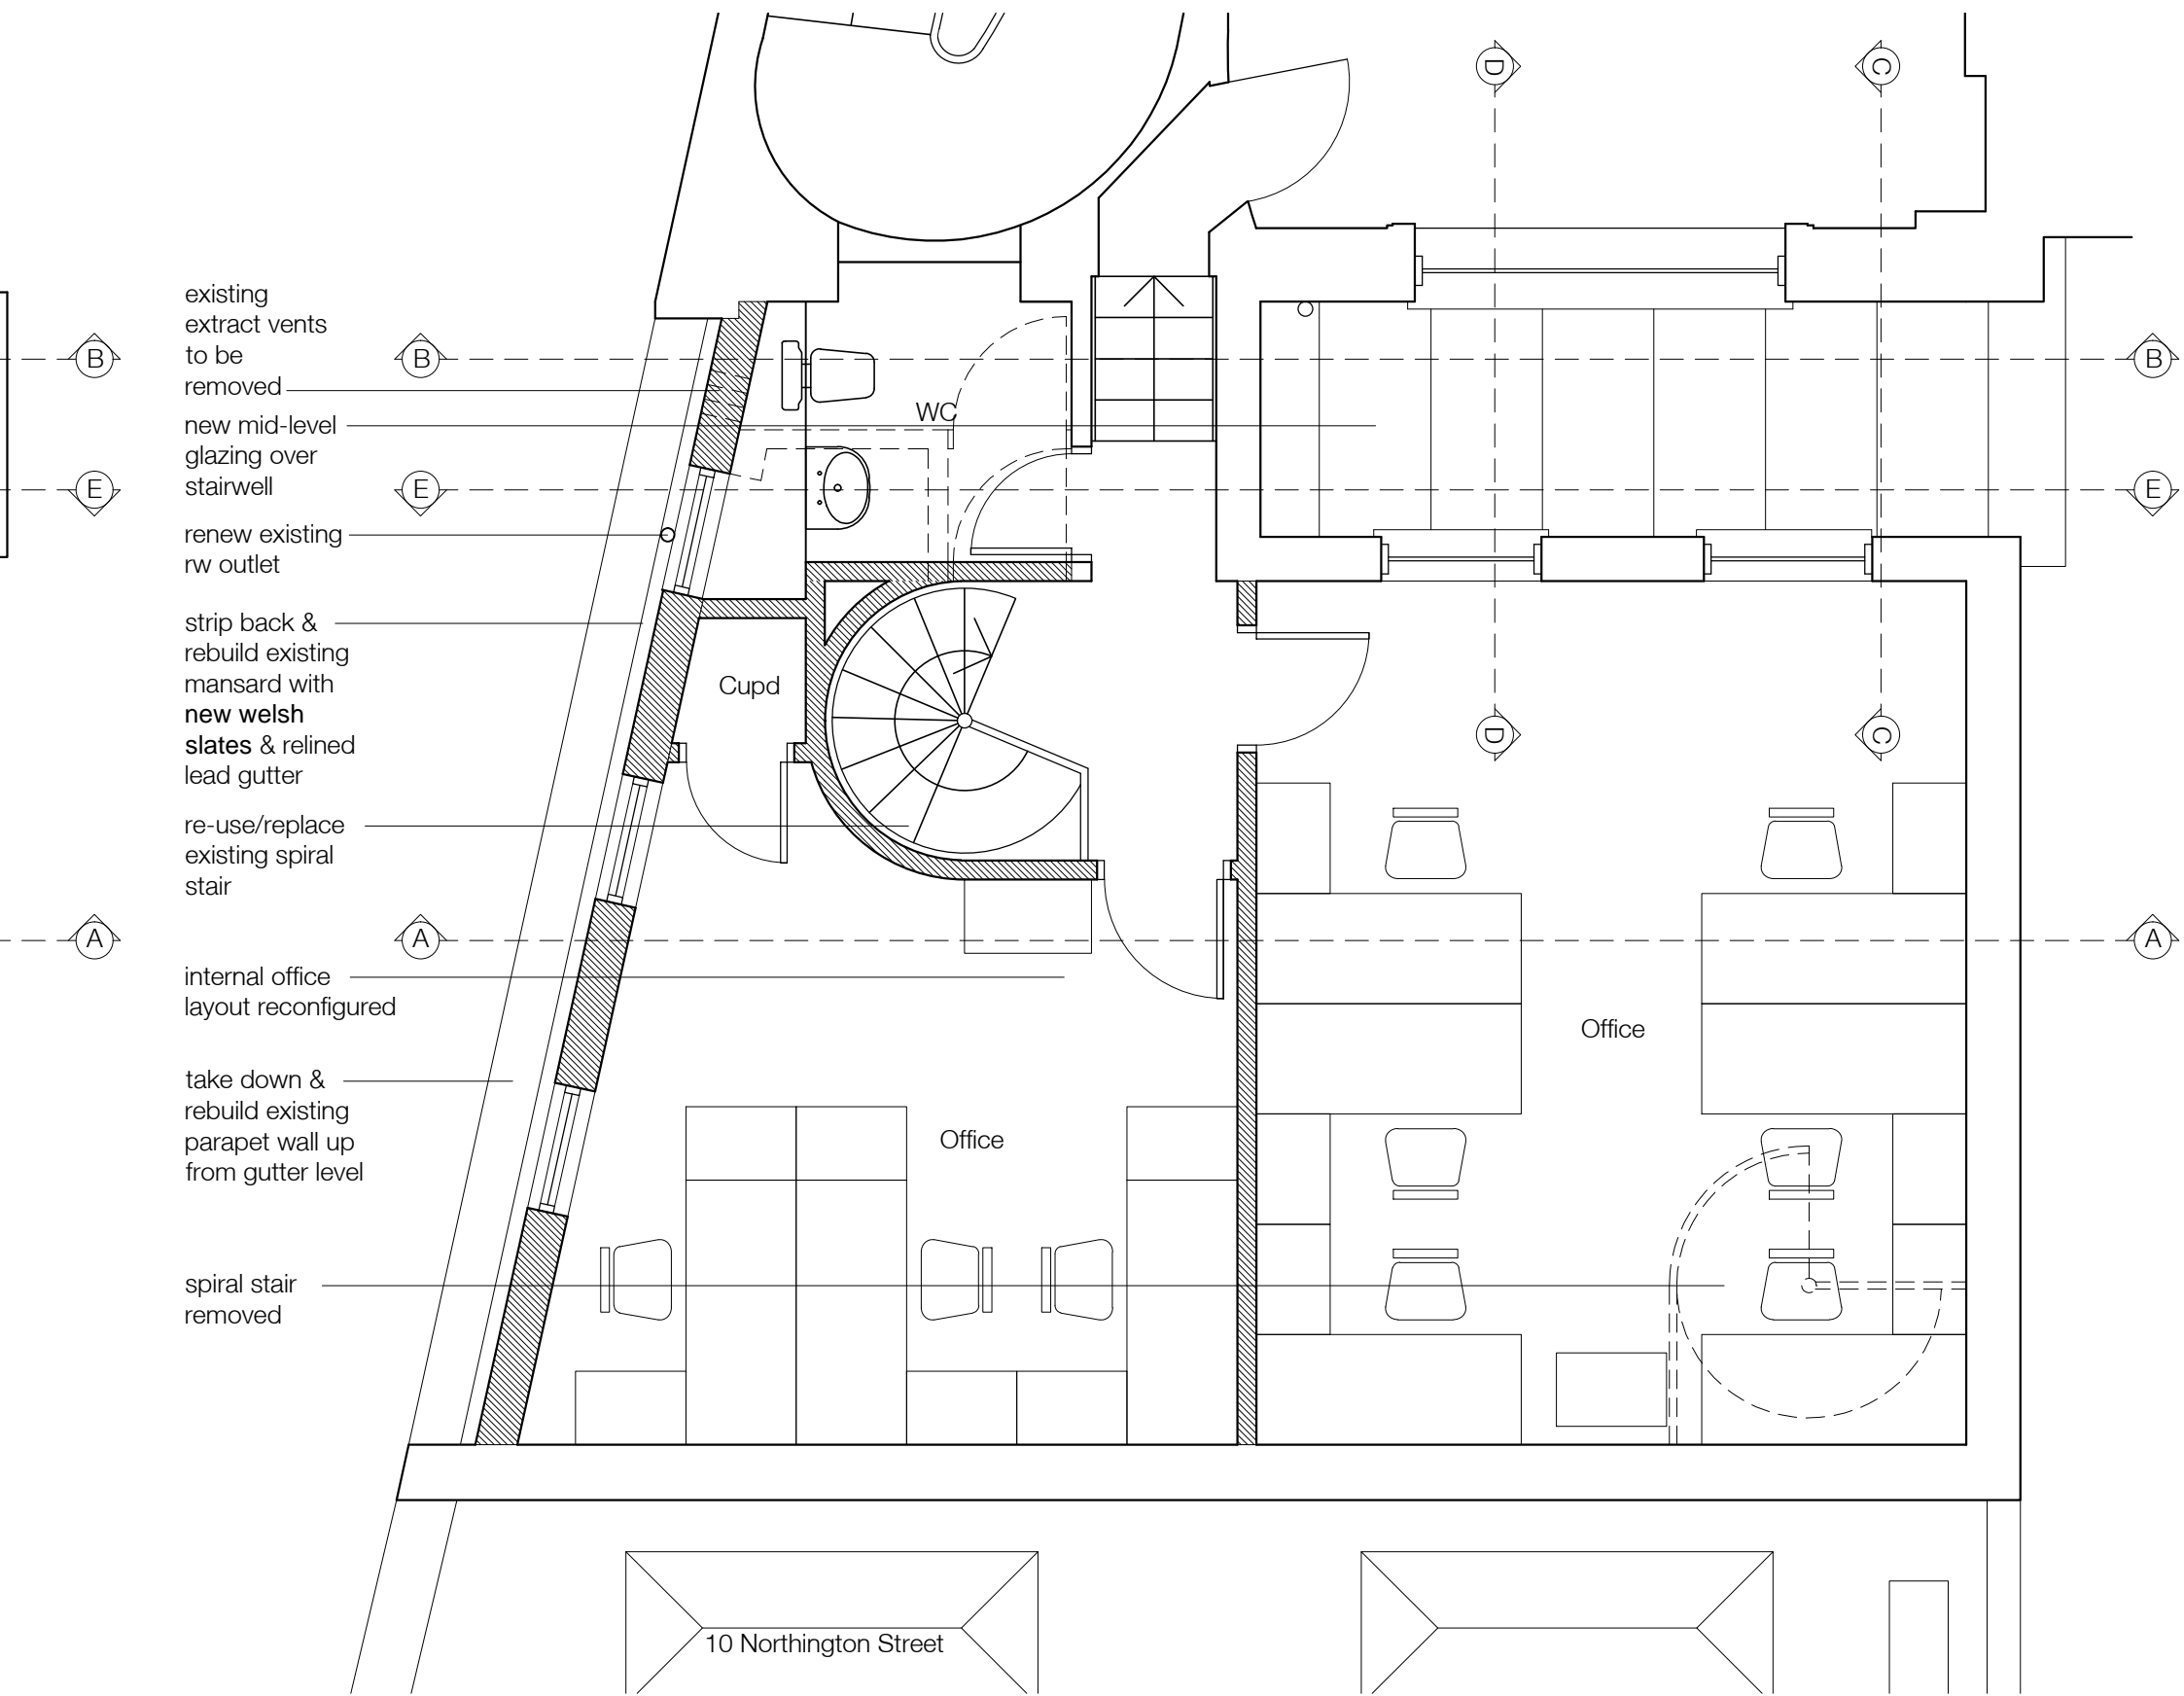 D
C
existing
extract vents
to be
removed
B
B
B
new mid-level
glazing over
stairwell
WC
E
E
E
renew existing
rw outlet
strip back &
rebuild existing
mansard with
new welsh
slates & relined
lead gutter
Cupd
D
C
re-use/replace
existing spiral
stair
A
A
A
internal office
layout reconfigured
Office
take down &
rebuild existing
parapet wall up
from gutter level
Office
spiral stair
removed
10 Northington Street